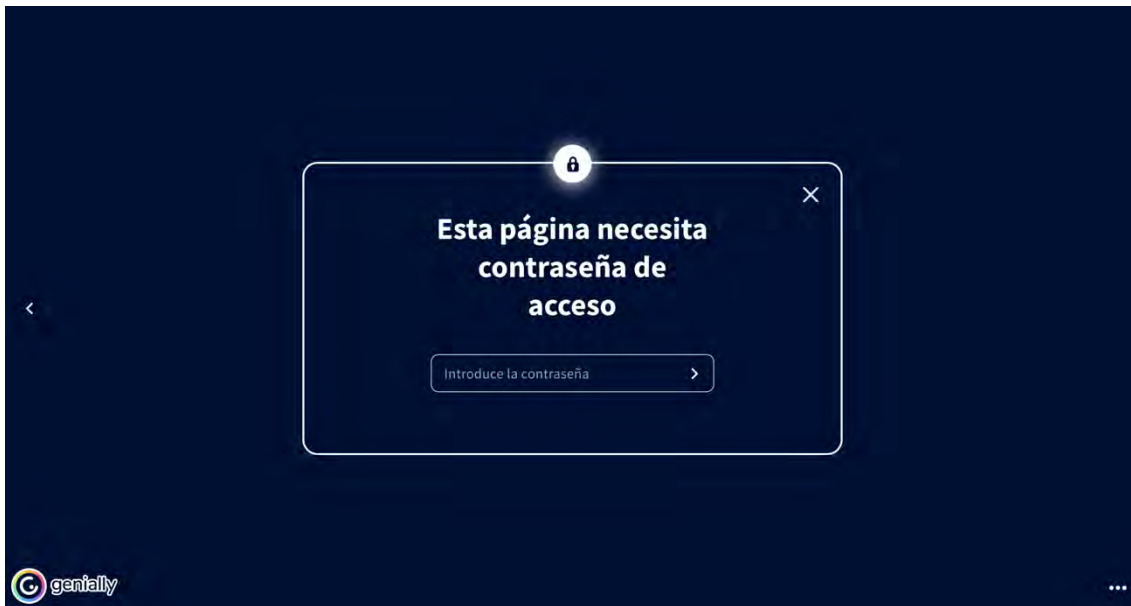 Esta página necesita
contraseña de
acceso
Introduce la contraseña
genially